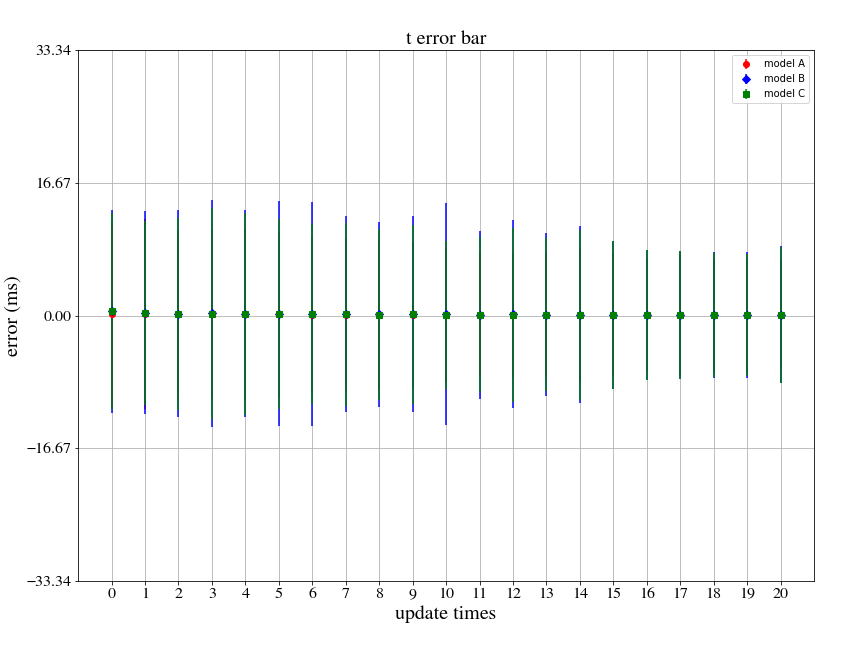 t error bar
33.34
16.67
0.00
−16.67
−33.34
error (ms)
model A
model B
model C
0 1 2 3 4 5 6 7 8 9 10 11 12 13 14 15 16 17 18 19 20
update times